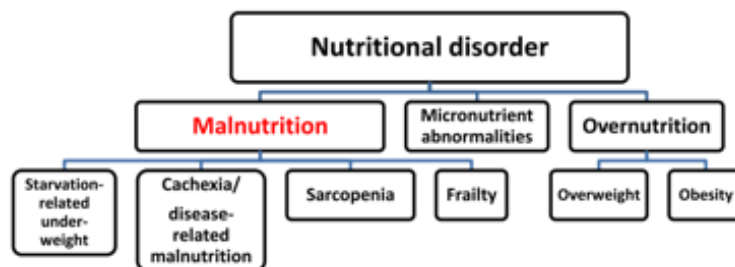 Nutritional disorder
Malnutrition
Micronutrient
abnormalities
Overnutrition
Starvation-
related
under-
weight
Cachexia/
disease-
related
malnutrition
Sarcopenia
Frailty
Overweight
Obesity